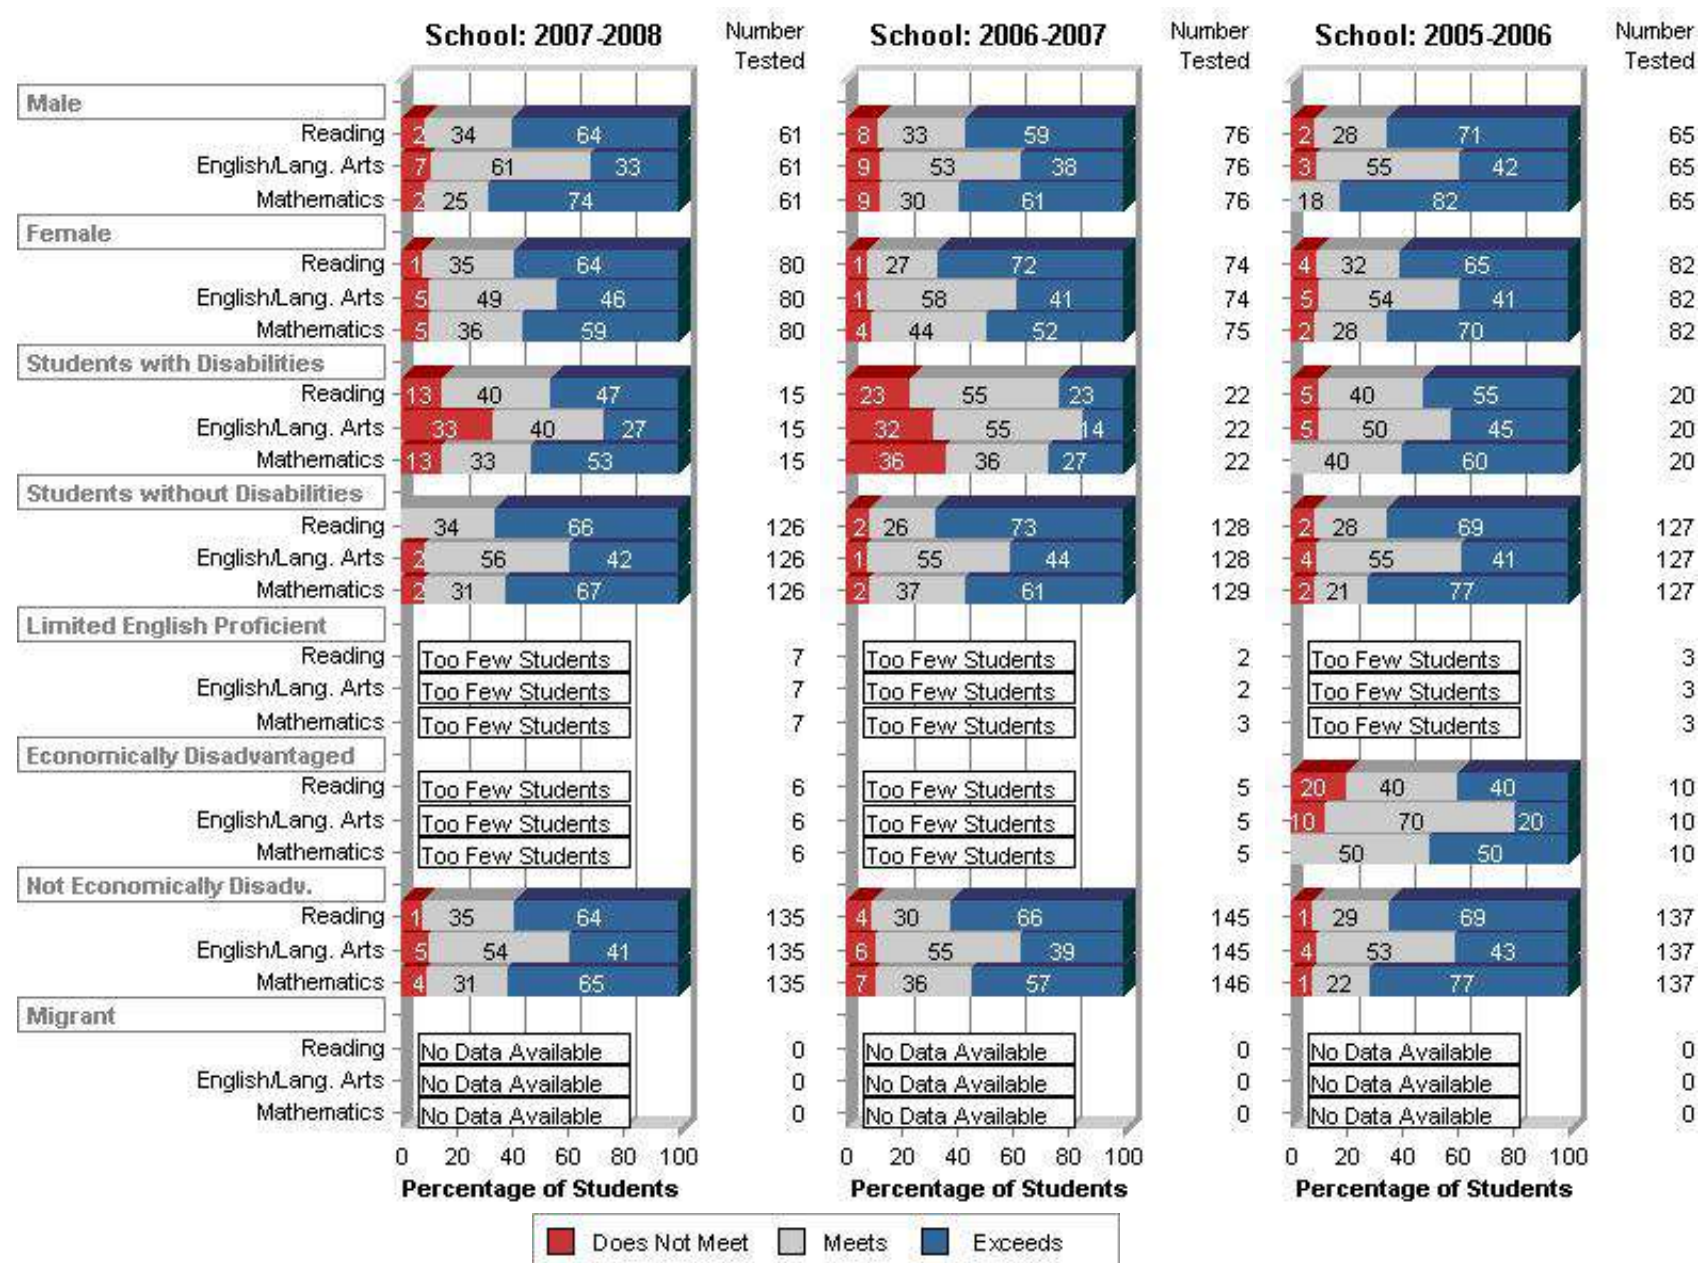 School: 2007-2008 Number Tested School: 2006-2007 Number Tested School: 2005-2006 Number Tested
Male
Reading 2 34 64 61 8 33 59 76 2 28 71 65
English/Lang. Arts 7 61 33 61 9 53 38 76 3 55 42 65
Mathematics 2 25 74 61 9 30 61 76 18 82 65
Female
Reading 1 35 64 80 1 27 72 74 4 32 65 82
English/Lang. Arts 5 49 46 80 1 58 41 74 5 54 41 82
Mathematics 5 36 59 80 4 44 52 75 2 28 70 82
Students with Disabilities
Reading 13 40 47 15 23 55 23 22 5 40 55 20
English/Lang. Arts 33 40 27 15 32 55 14 22 5 50 45 20
Mathematics 13 33 53 15 36 36 27 22 40 60 20
Students without Disabilities
Reading 34 66 126 2 26 73 128 2 28 69 127
English/Lang. Arts 2 56 42 126 1 55 44 128 4 55 41 127
Mathematics 2 31 67 126 2 37 61 129 2 21 77 127
Limited English Proficient
Reading Too Few Students 7 Too Few Students 2 Too Few Students 3
English/Lang. Arts Too Few Students 7 Too Few Students 2 Too Few Students 3
Mathematics Too Few Students 7 Too Few Students 3 Too Few Students 3
Economically Disadvantaged
Reading Too Few Students 6 Too Few Students 5 20 40 40 10
English/Lang. Arts Too Few Students 6 Too Few Students 5 10 70 20 10
Mathematics Too Few Students 6 Too Few Students 5 50 50 10
Not Economically Disadv.
Reading 1 35 64 135 4 30 66 145 1 29 69 137
English/Lang. Arts 5 54 41 135 6 55 39 145 4 53 43 137
Mathematics 4 31 65 135 7 36 57 146 1 22 77 137
Migrant
Reading No Data Available 0 No Data Available 0 No Data Available 0
English/Lang. Arts No Data Available 0 No Data Available 0 No Data Available 0
Mathematics No Data Available 0 No Data Available 0 No Data Available 0
0 20 40 60 80 100 0 20 40 60 80 100 0 20 40 60 80 100
Percentage of Students Percentage of Students Percentage of Students
Does Not Meet Meets Exceeds